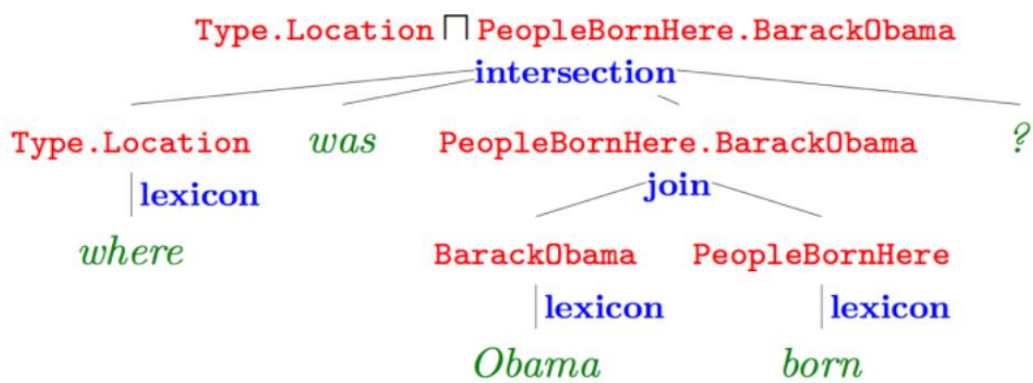 Type.Location ⊓ PeopleBornHere.BarackObama
intersection
Type.Location was PeopleBornHere.BarackObama ?
lexicon join
where BarackObama PeopleBornHere
lexicon lexicon
Obama born